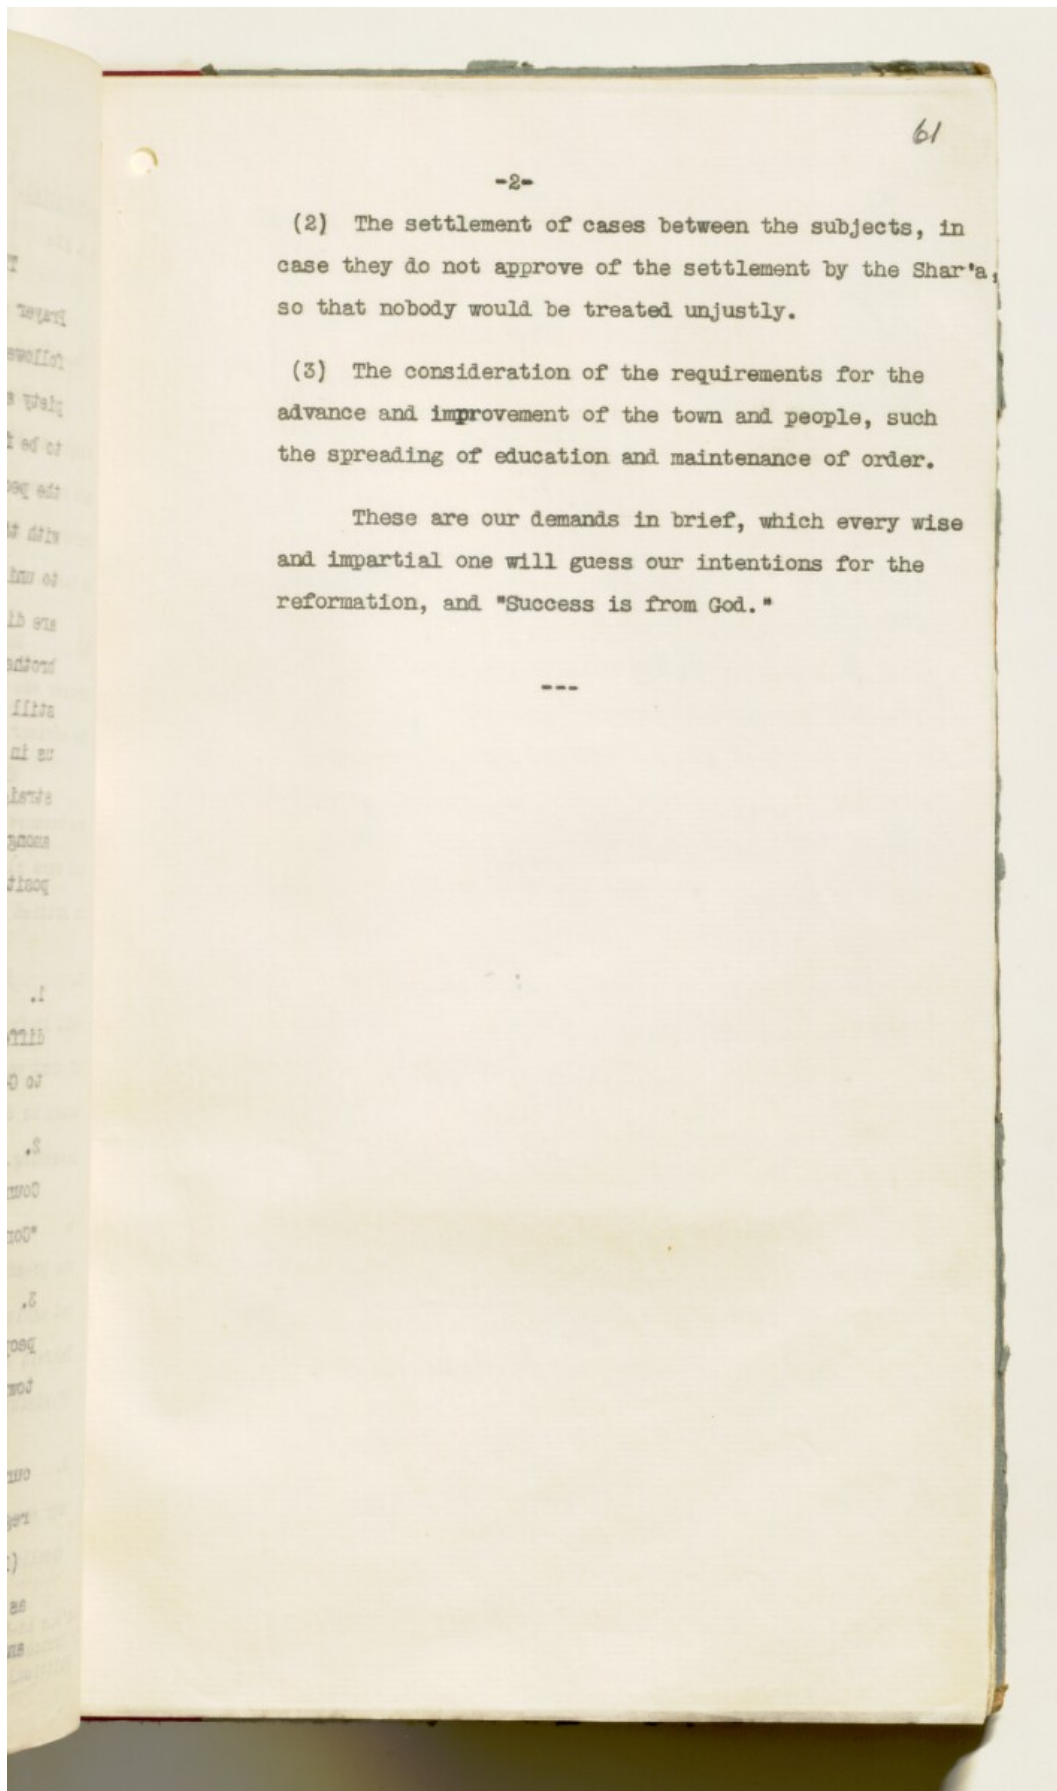 61
-2-
(2) The settlement of cases between the subjects, in
case they do not approve of the settlement by the Shar'a,
so that nobody would be treated unjustly.
(3) The consideration of the requirements for the
advance and improvement of the town and people, such
the spreading of education and maintenance of order.
These are our demands in brief, which every wise
and impartial one will guess our intentions for the
reformation, and "Success is from God."
---